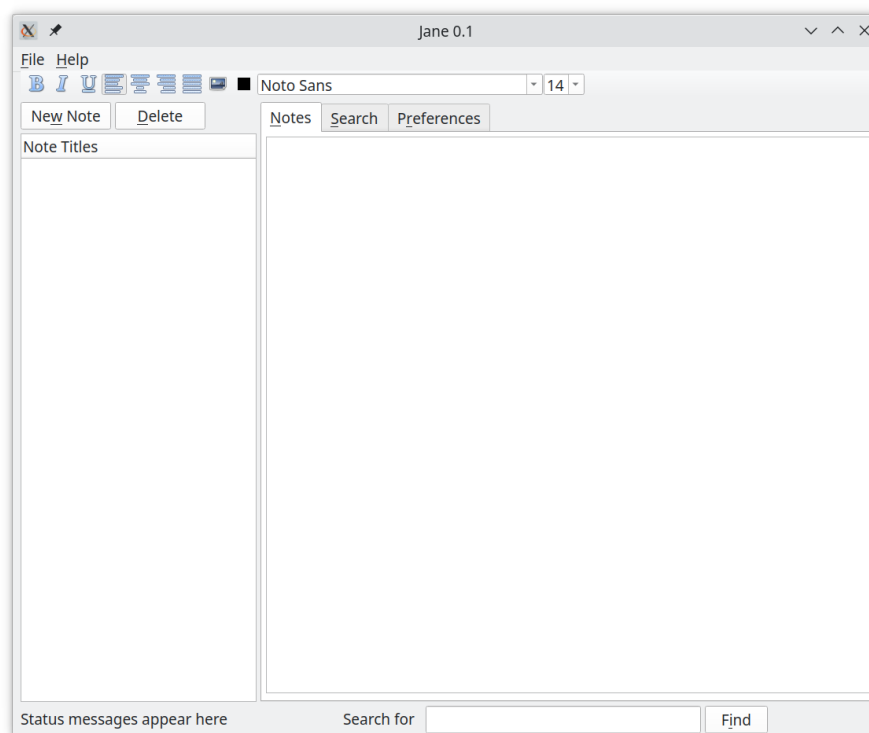 Jane 0.1
File Help
B I U Noto Sans 14
New Note Delete Notes Search Preferences
Note Titles
Status messages appear here Search for Find